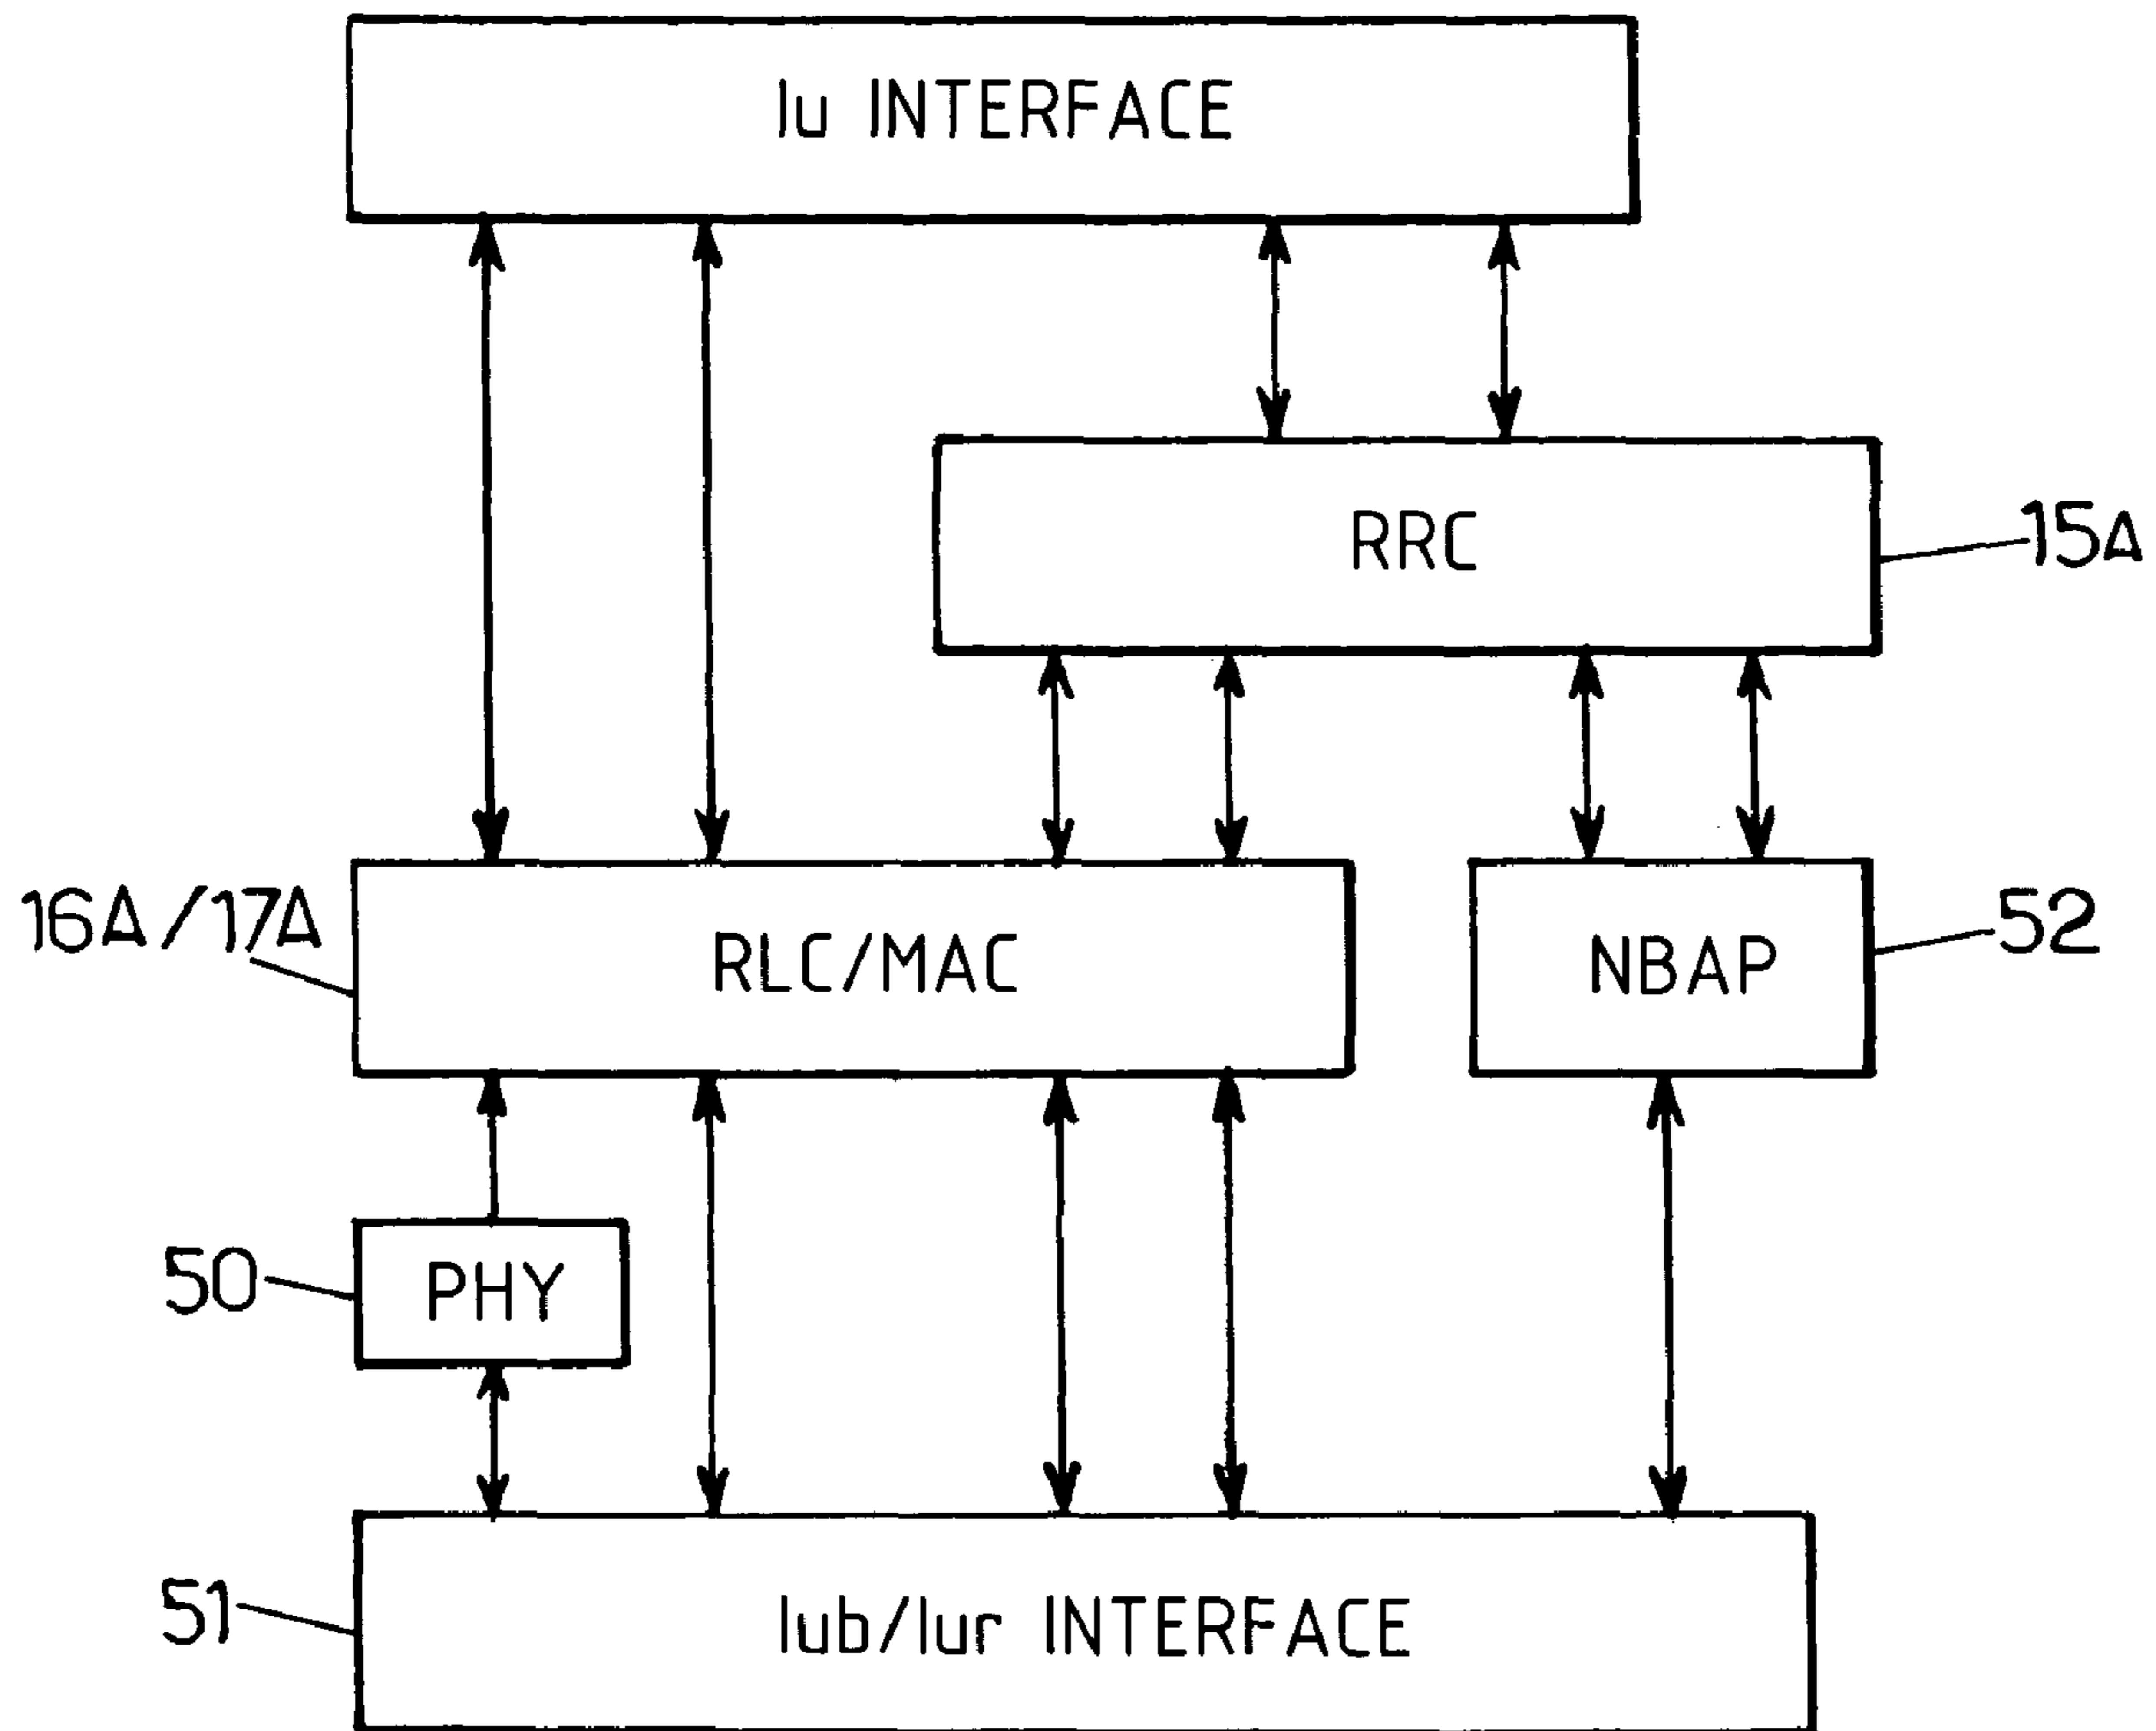 Iu INTERFACE
RRC
15A
16A/17A
RLC/MAC
NBAP
52
50
PHY
51
Iub/Iur INTERFACE